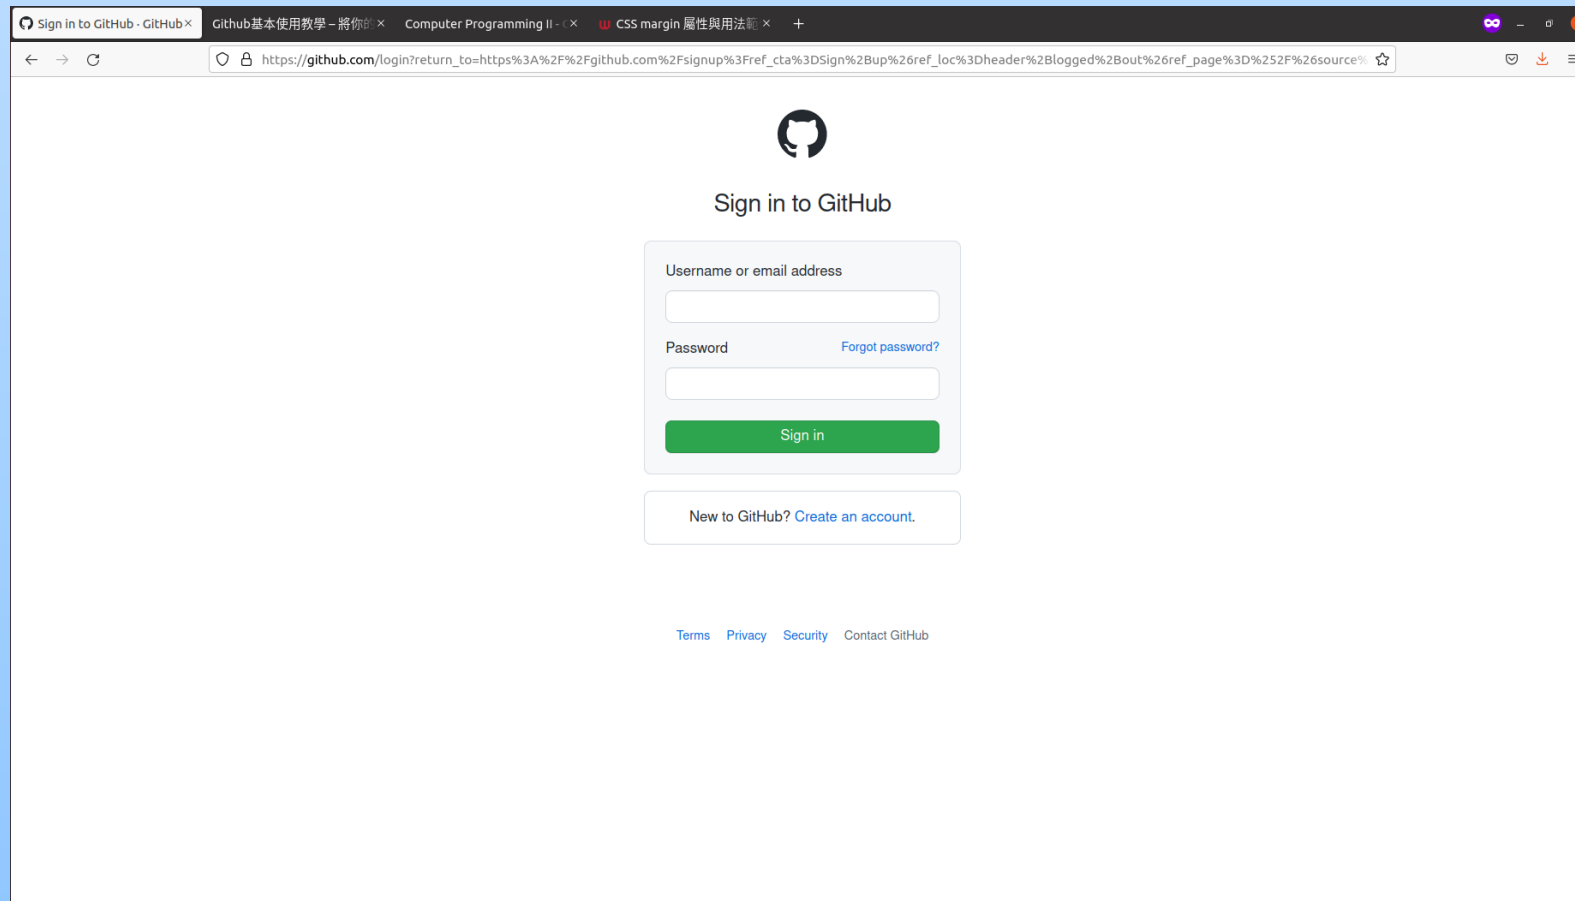 Sign in to GitHub · GitHub
Github基本使用教學 – 將你的
Computer Programming II -
CSS margin 屬性與用法範
https://github.com/login?return_to=https%3A%2F%2Fgithub.com%2Fsignup%3Fref_cta%3DSign%2Bup%26ref_loc%3Dheader%2Blogged%2Bout%26ref_page%3D%252F%26source%
Sign in to GitHub
Username or email address
Password
Forgot password?
Sign in
New to GitHub? Create an account.
Terms Privacy Security Contact GitHub